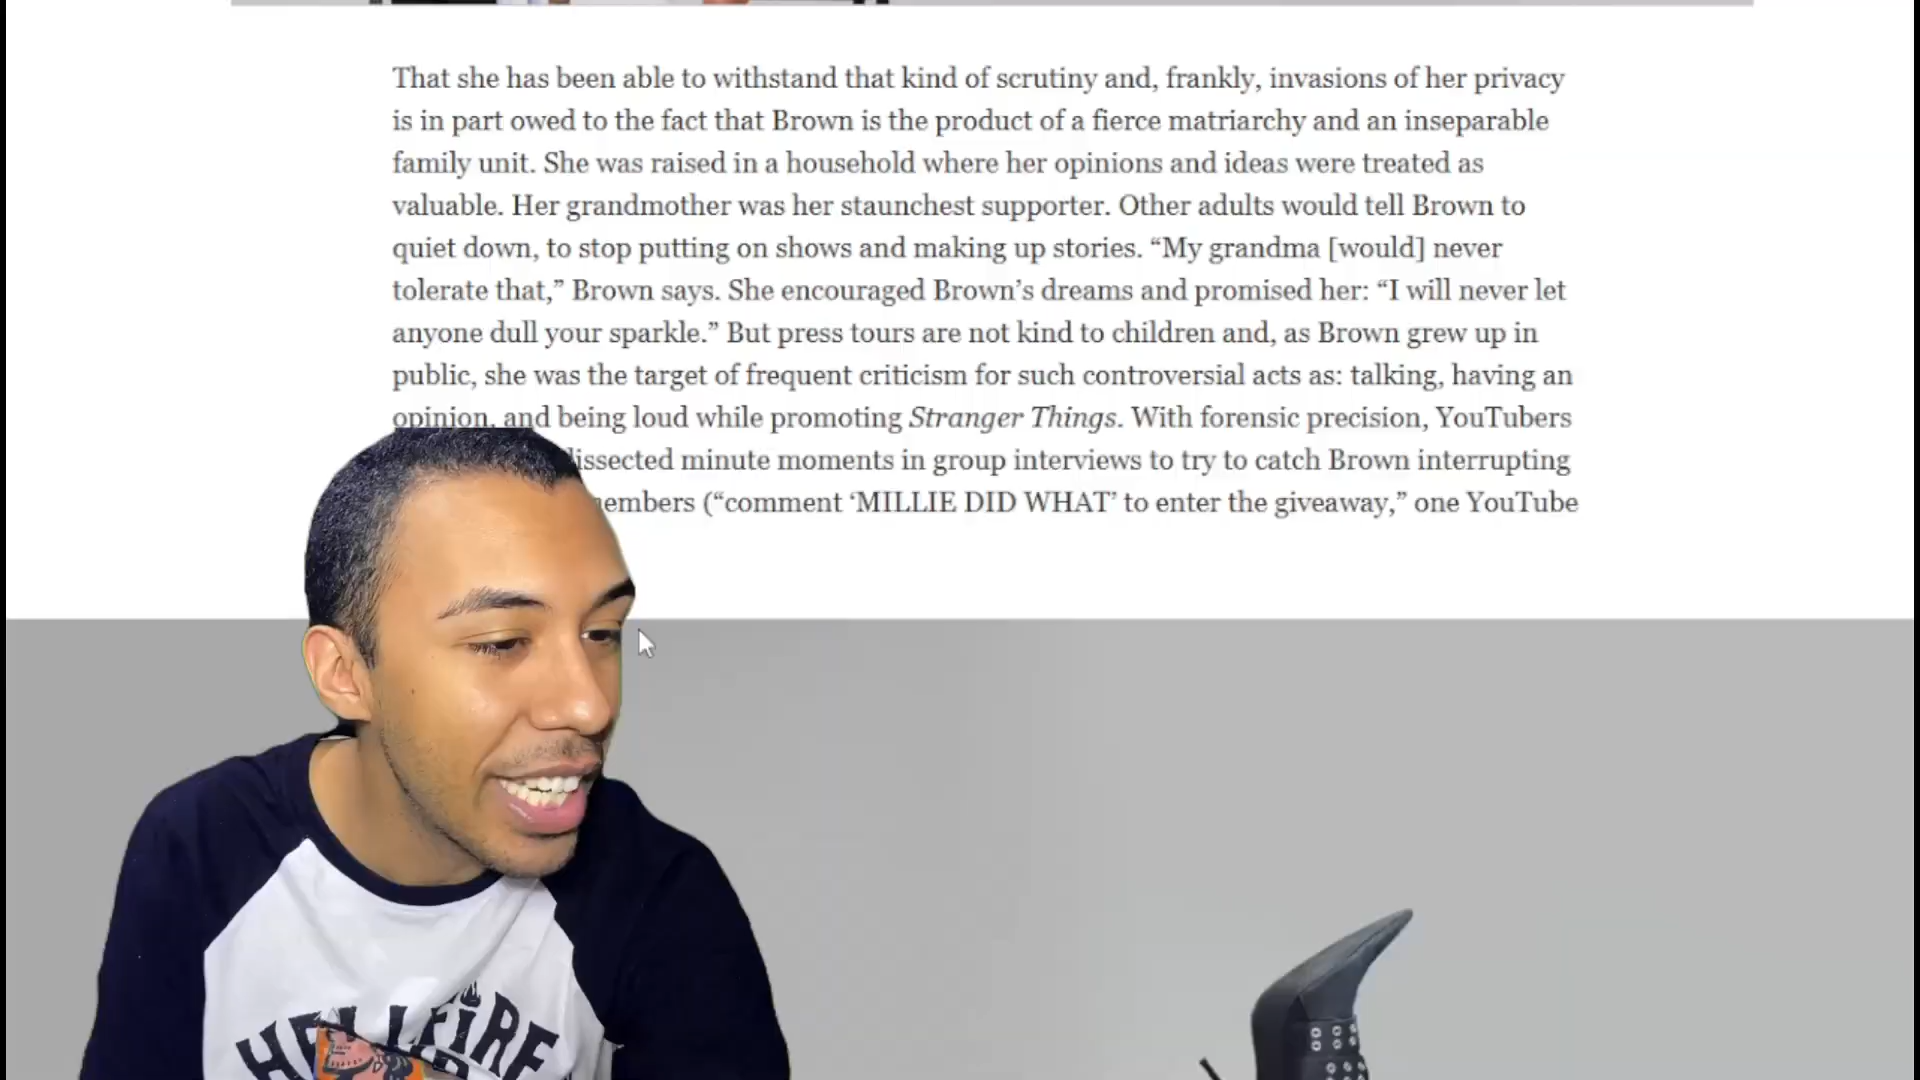 That she has been able to withstand that kind of scrutiny and, frankly, invasions of her privacy
is in part owed to the fact that Brown is the product of a fierce matriarchy and an inseparable
family unit. She was raised in a household where her opinions and ideas were treated as
valuable. Her grandmother was her staunchest supporter. Other adults would tell Brown to
quiet down, to stop putting on shows and making up stories. “My grandma [would] never
tolerate that,” Brown says. She encouraged Brown’s dreams and promised her: “I will never let
anyone dull your sparkle.” But press tours are not kind to children and, as Brown grew up in
public, she was the target of frequent criticism for such controversial acts as: talking, having an
opinion, and being loud while promoting Stranger Things. With forensic precision, YouTubers
issected minute moments in group interviews to try to catch Brown interrupting
embers (“comment ‘MILLIE DID WHAT’ to enter the giveaway,” one YouTube
HELLFIRE